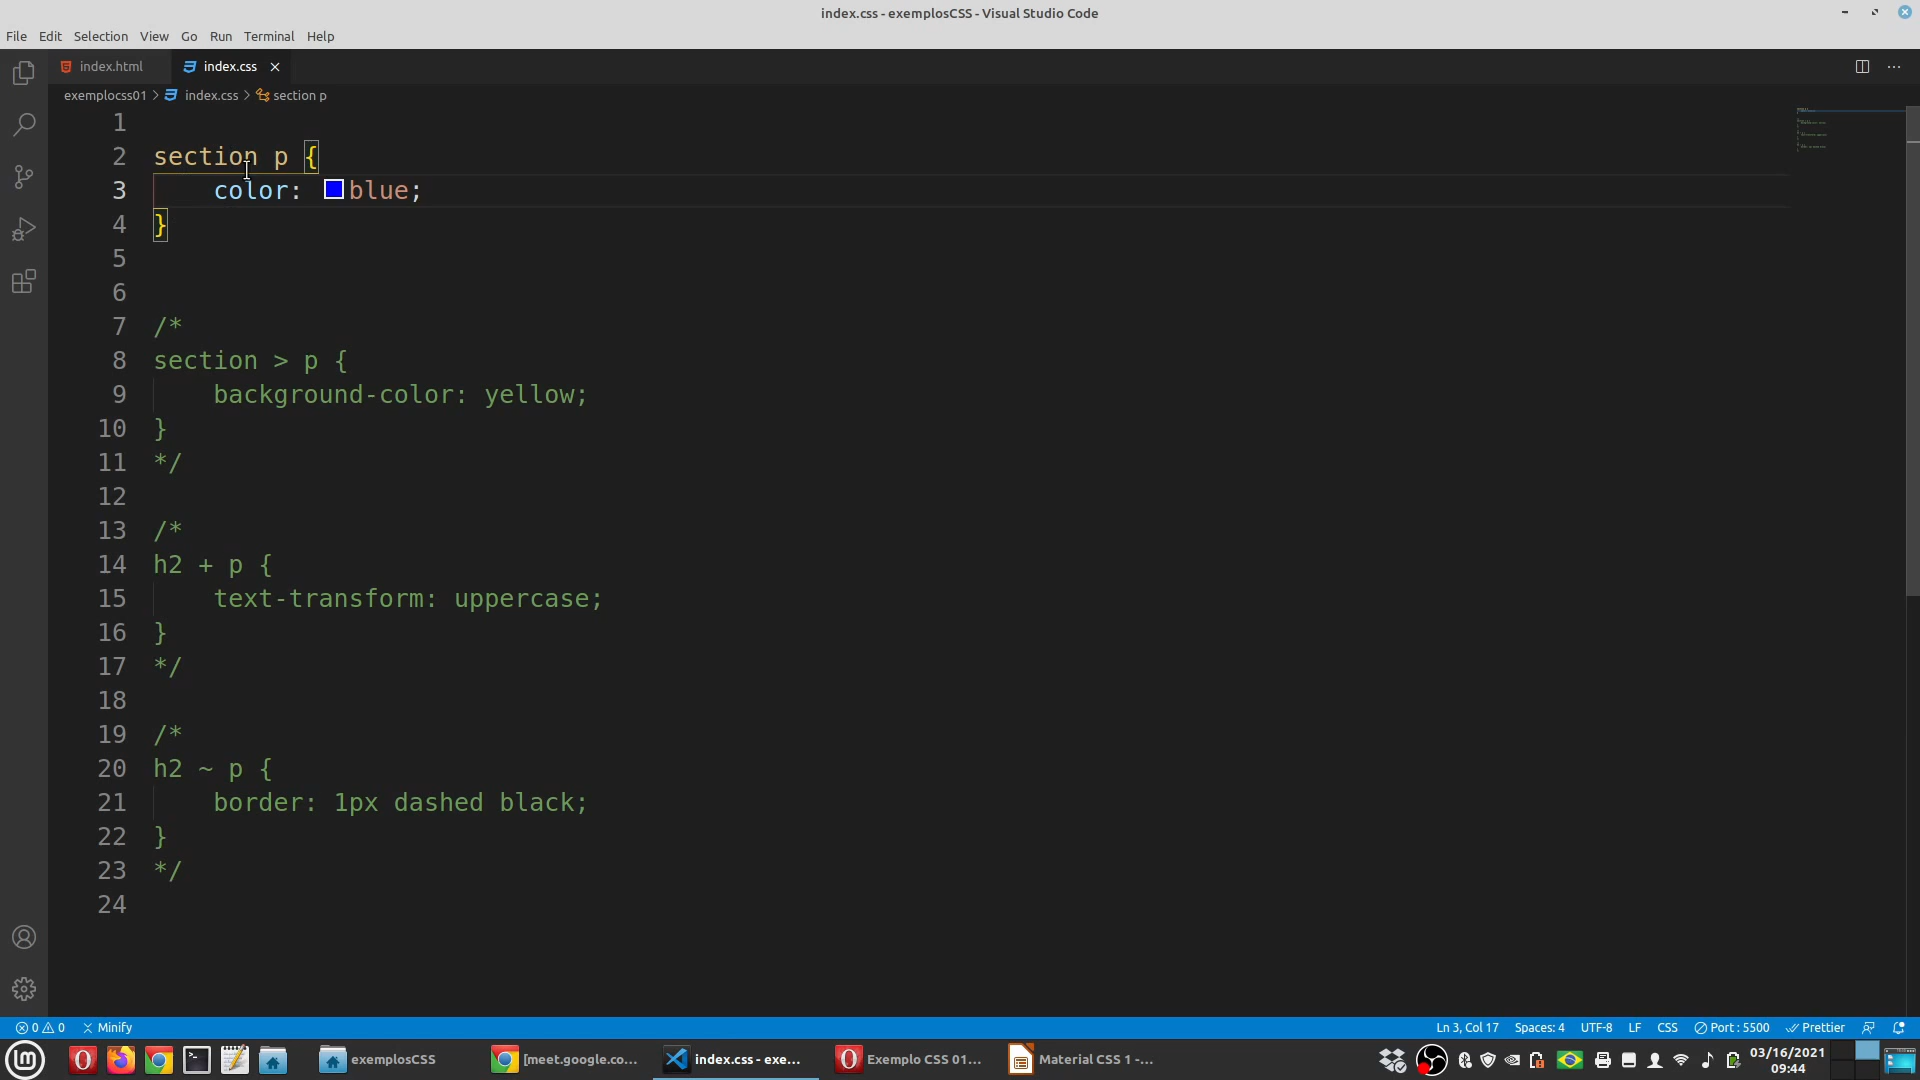 index.css - exemplosCSS - Visual Studio Code
File Edit Selection View Go Run Terminal Help
index.html index.css
exemplocss01 > index.css > section p
1
2 section p {
3 color: blue;
4 }
5
6
7 /*
8 section > p {
9 background-color: yellow;
10 }
11 */
12
13 /*
14 h2 + p {
15 text-transform: uppercase;
16 }
17 */
18
19 /*
20 h2 ~ p {
21 border: 1px dashed black;
22 }
23 */
24
0 0 Minify Ln 3, Col 17 Spaces: 4 UTF-8 LF CSS Port : 5500 Prettier
exemplosCSS [meet.google.co... index.css - exe... Exemplo CSS 01... Material CSS 1 -... 03/16/2021
09:44